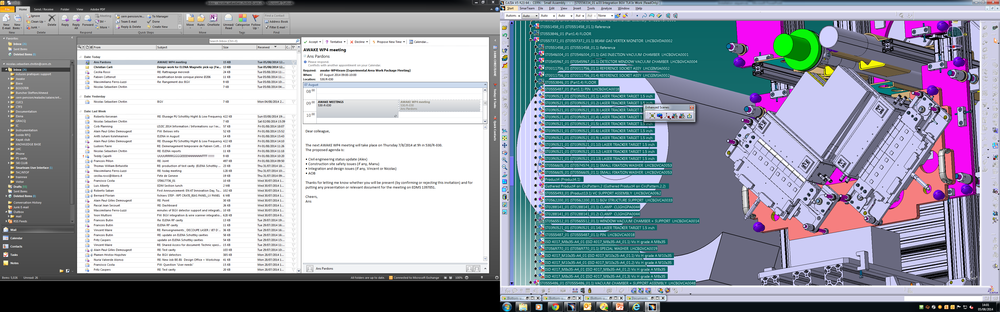 Inbox - nicolas.sebastien.chritin@cern.ch - Microsoft Outlook
File Home Send / Receive Folder View Adobe PDF
New E-mail
New Items
Ignore
Clean Up
Junk
Delete
Reply
Reply All
Forward
Meeting
IM
More
cern pension/m...
Team E-mail
Reply & Delete
To Manager
Done
Create New
Move
Rules
OneNote
Unread/ Read
Categorize
Follow Up
Find a Contact
Address Book
Filter E-mail
New Delete Respond Quick Steps Move Tags Find
Favorites
Inbox (26)
Sent Items
Deleted Items (8)
nicolas.sebastien.chritin@cern.ch
Inbox (26)
Astuces pratiques support
Awake
Biere
BOOSTER
Buncher Steffen/Ahmed
cern pension/maladie/salaire/ert...
CLIC1
CTF3
Documentation
Elena
GRACQ
IC
Instrumentation
Isolde RFQ
Kayak club
kNOWLEDGE BASE
LHC
Phone
PS cavity
SKI CLUB
Smarteam User Interface (1)
TAC/NTOF
trainnee
Victor
Drafts [55]
Sent Items
Deleted Items (8)
Conversation History
Junk E-mail
Outbox
mail
RSS Feeds
Mail
Calendar
Contacts
Tasks
Notes
Items: 5,026 Unread: 26
Search Inbox (Ctrl+E)
From Subject Size Received C...
Date: Today
Ans Pardons AWAKE WP4 meeting 15 KB Tue 05/08/2014 12...
Christian Carli Design work for ELENA Magnetic pick-up [Fw... 13 KB Tue 05/08/2014 12...
Cecilia Rossi RE: Rattrapage mercredi 24 KB Tue 05/08/2014 11:...
Fabien Cottenot modification bride conique pleine Ø206 11 KB Tue 05/08/2014 11:...
Massimiliano Ferro-Luzzi Re: Rangement doc BGV 9 KB Tue 05/08/2014 10:...
Nicolas Sebastien Chritin 7 KB Tue 05/08/2014 04:...
Date: Yesterday
Nicolas Sebastien Chritin BGV 7 KB Mon 04/08/2014 2...
Date: Last Week
Roberto Kersevan RE: Etuvage PU Schottky Hight & Low Frequency 422 KB Sun 03/08/2014 19:...
Nicolas Sebastien Chritin 7 KB Sat 02/08/2014 15:39
Ccrb Planning LD2IC 2014 Information / Informations sur l'ex... 57 KB Fri 01/08/2014 18:07
Alain Paul Gilles Demougeot FW: Belows info 52 KB Fri 01/08/2014 15:52
Antti Juhani Kolehmainen ELENA in August 14 KB Fri 01/08/2014 15:43
Alain Paul Gilles Demougeot RE: Etuvage PU Schottky Hight & Low Frequency 422 KB Fri 01/08/2014 14:10
Ludovic Favre RE: Demenagement temporaire de Fabien Cott... 15 KB Fri 01/08/2014 11:26
Nicolas Sebastien Chritin RE: ELENA reports 11 KB Fri 01/08/2014 11:18
Teddy Capelli UUUURRRRGGGGEEEENNNNNNNTTTT !!!!!!!! 9 KB Fri 01/08/2014 10:20
Francois Pillon RE: Joint 497 KB Fri 01/08/2014 09:50
Thomas William Birtwistle RE: production of test cavity (ELENA Schottky ... 23 KB Thu 31/07/2014 18:...
Massimiliano Ferro-Luzzi RE: today meeting 128 KB Thu 31/07/2014 10:...
cecilia.rossi@libero.it Fete de Geneve 19 KB Thu 31/07/2014 09:...
Francisco Costa ST0617736_01 10 KB Wed 30/07/2014 1...
Luis Alberty EDM Section lunch 2 MB Wed 30/07/2014 1...
Roberto Saban First Announcement: EN-KT Innovation Day, Tu... 102 KB Wed 30/07/2014 1...
Bernard Florian fichiers STEP - RPT CRATE_BIAS PANEL_LV PANEL 6 MB Wed 30/07/2014 1...
Alain Paul Gilles Demougeot RE: Point 30 KB Wed 30/07/2014 1...
Pascal Jean Secouet RE: Dashboard 26 KB Wed 30/07/2014 1...
Massimiliano Ferro-Luzzi minutes of BGV detector support and integrati... 10 KB Wed 30/07/2014 1...
Yvon Muttoni FW: BGV integration & wire scanner integratio... 628 KB Wed 30/07/2014 0...
Francois Butin Re: ELENA RF cavity 13 KB Tue 29/07/2014 19:...
Francois Butin ELENA RF cavity 11 KB Tue 29/07/2014 16:...
Vincent Maire RE: Renseignements , DECOUPE LASER / JET D'... 36 KB Tue 29/07/2014 16:...
Francois Butin RE: update on ELENA Schottky cavities 58 KB Tue 29/07/2014 16:...
Fritz Caspers update on ELENA Schottky cavities 54 KB Tue 29/07/2014 15:...
Vincent Maire RE: Shared Access for document: Technic speci... 15 KB Tue 29/07/2014 11:...
Alain Paul Gilles Demougeot RE: Test cavity 103 KB Tue 29/07/2014 10:...
Plamen Hristov Hopchev Re: BGV detectors 385 KB Mon 28/07/2014 1...
Nuria Valverde Alonso RE: New Job BE-BI: Design Office + Workshop 41 KB Mon 28/07/2014 1...
Francisco Costa FW: Question "User needs" 15 KB Mon 28/07/2014 1...
Fritz Caspers RE: Test cavity 20 KB Mon 28/07/2014 1...
Accept Tentative Decline Propose New Time Calendar...
AWAKE WP4 meeting
Ans Pardons
Please respond.
Conflicts with another appointment on your Calendar.
Required: awake-WP4team (Experimental Area Work Package Meeting)
When: 07 August 2014 09:00-10:00
Location: 530/R-030
07 August
08 00
09 00
10 00
AWAKE MEETINGS
530-R-030
AWAKE WP4 meeting
530/R-030
Ans Pardons
Dear colleague,
The next AWAKE WP4 meeting will take place on Thursday 7/8/2014 at 9h in 530/R-030.
The proposed agenda is:
• Civil engineering status update (Alex)
• Construction site safety issues (if any, Manu)
• Integration and design issues (if any, Vincent or Nicolas)
• AOB
Thanks for letting me know whether you will be present (by confirming or rejecting this invitation) and for
putting any presentation or relevant document for the meeting on EDMS 1397051.
Cheers,
Ans
Ans Pardons
All folders are up to date. Connected to Microsoft Exchange 100%
14:00: CHRISTIANE
Today: 0 Tasks
Quick Contacts
CATIA V5 R23 64 - CERN : Small Assembly - - - [ST0556334_01 a.03 Integration BGV 7L4 In Work (ReadOnly) ]
Start SmarTeam File Edit View Insert Tools Analyze Window Help
Autom. Auto Auto Auto Aut Aut None
ST0551458_01 (ST0551458_01.1) Reference
ST0553846_01 (Part1.4) FLOOR
ST0557372_01 (ST0557372_01.1) BEAM GAS VERTEX MONITOR LHCBGVDA0002
ST0551458_01 (ST0551458_01.1) Reference
ST0546004_01 (ST0546004_01.1) GAS INJECTION VACUUM CHAMBER LHCBGVCA0001
ST0545967_01 (ST0545967_01.1) DETECTOR WINDOW VACUUM CHAMBER LHCBGVCA0004
ST0011756_01 (ST0011756_01.1) REFERENCE SOCKET ASSY LHCGIMSA0002
ST0011756_01 (ST0011756_01.4) REFERENCE SOCKET ASSY LHCGIMSA0002
ST0553846_01 (Part1.4) FLOOR
ST0555487_01 (Part1.1) PIN LHCBGVCA0018
ST0390521_01 (ST0390521_01.1) LASER TRACKER TARGET 1.5 inch
ST0390521_01 (ST0390521_01.2) LASER TRACKER TARGET 1.5 inch
ST0390521_01 (ST0390521_01.3) LASER TRACKER TARGET 1.
ST0390521_01 (ST0390521_01.4) LASER TRACKER TARGET 1.
ST0390521_01 (ST0390521_01.5) LASER TRACKER TARGET 1.5 inch
ST0390521_01 (ST0390521_01.6) LASER TRACKER TARGET 1.5 inch
ST0390521_01 (ST0390521_01.9) LASER TRACKER TARGET 1.5 inch
ST0390521_01 (ST0390521_01.10) LASER TRACKER TARGET 1.5 inch
ST0390521_01 (ST0390521_01.12) LASER TRACKER TARGET 1.5 inch
ST0390521_01 (ST0390521_01.13) LASER TRACKER TARGET 1.5 inch
ST0556605_01 (ST0574574_01.1) SMALL FIXATION WASHER LHCBGVCA0053
ST0556605_01 (ST0556605_01.1) SMALL FIXATION WASHER LHCBGVCA0053
Product4 (Product4.1)
Gathered Product4 on CircPattern.2 (Gathered Product4 on CircPattern.2.2)
ST0555493_01 (Product13.1) VC SUPPORT ASSEMBLY LHCBGVCA0062
ST0562200_01 (ST0562200_01.1) BGV STRUCTURE SUPPORT LHCBGVCA0033
ST0288141_01 (ST0288141_01.1) CLAMP CLIGHGPA0044
ST0288141_01 (ST0288141_01.2) CLAMP CLIGHGPA0044
ST0565512_01 (ST0565512_01.1) WINDOW VACUUM CHAMBER + SUPPORT LHCBGVCA0014
ST0390521_01 (ST0390521_01.14) LASER TRACKER TARGET 1.5 inch
ST0555487_01 (ST0555487_01.1) PIN LHCBGVCA0018
ISO 4017_M8x35-A4_01 (ISO 4017_M8x35-A4_01.1) Vis H grade A M8x35
ST0569770_01 (ST0569770_01.1) SPECIAL WASHER LHCBGVCA0019
ISO 4017_M10x35-A4_01 (ISO 4017_M10x25-A4_01.1) Vis H grade A M10x35
ISO 4017_M10x35-A4_01 (ISO 4017_M10x25-A4_01.2) Vis H grade A M10x35
ISO 4017_M8x35-A4_01 (ISO 4017_M8x35-A4_01.2) Vis H grade A M8x35
ISO 4017_M8x35-A4_01 (ISO 4017_M8x35-A4_01.3) Vis H grade A M8x35
ST0555486_01 (ST0555486_01.1) VACUUM CHAMBER + SUPPORT ASSEMBLY LHCBGVCA0048
Enhanced Scenes
(Bottom-u... (Bottom-u... (Bottom-u... Documents
CATIA
14:01
05/08/2014